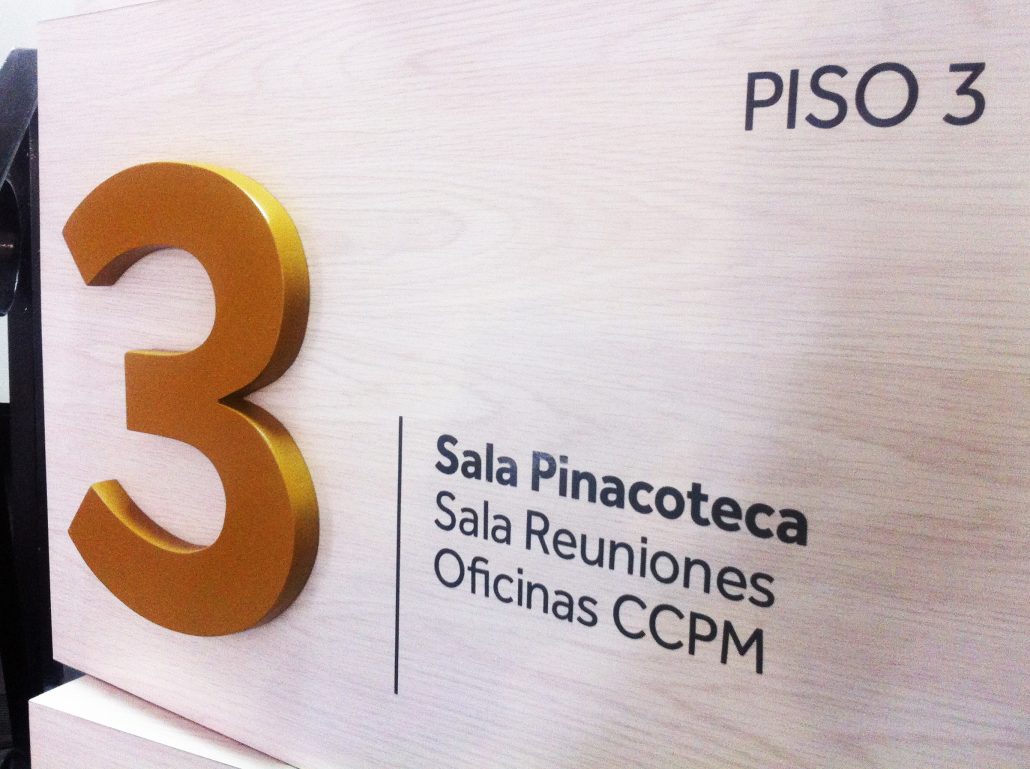 PISO 3
3
Sala Pinacoteca
Sala Reuniones
Oficinas CCPM